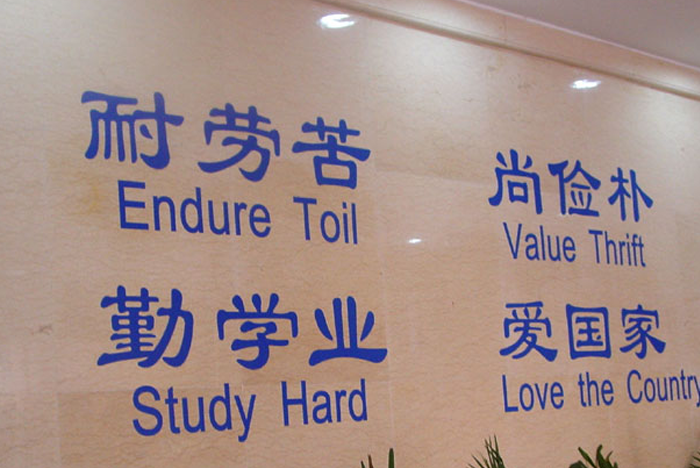 耐劳苦
Endure Toil
尚俭朴
Value Thrift
勤学业
Study Hard
爱国家
Love the Country